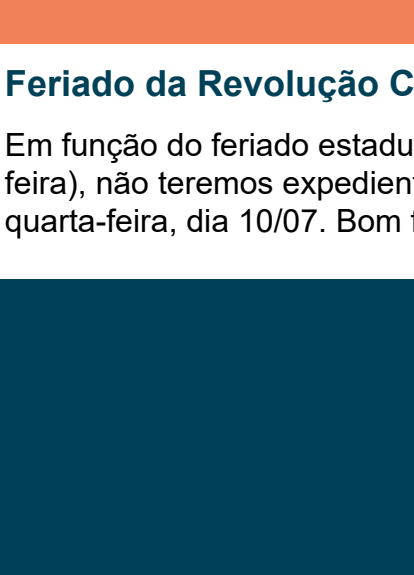 Feriado da Revolução C
Em função do feriado estadu
feira), não teremos expedien
quarta-feira, dia 10/07. Bom